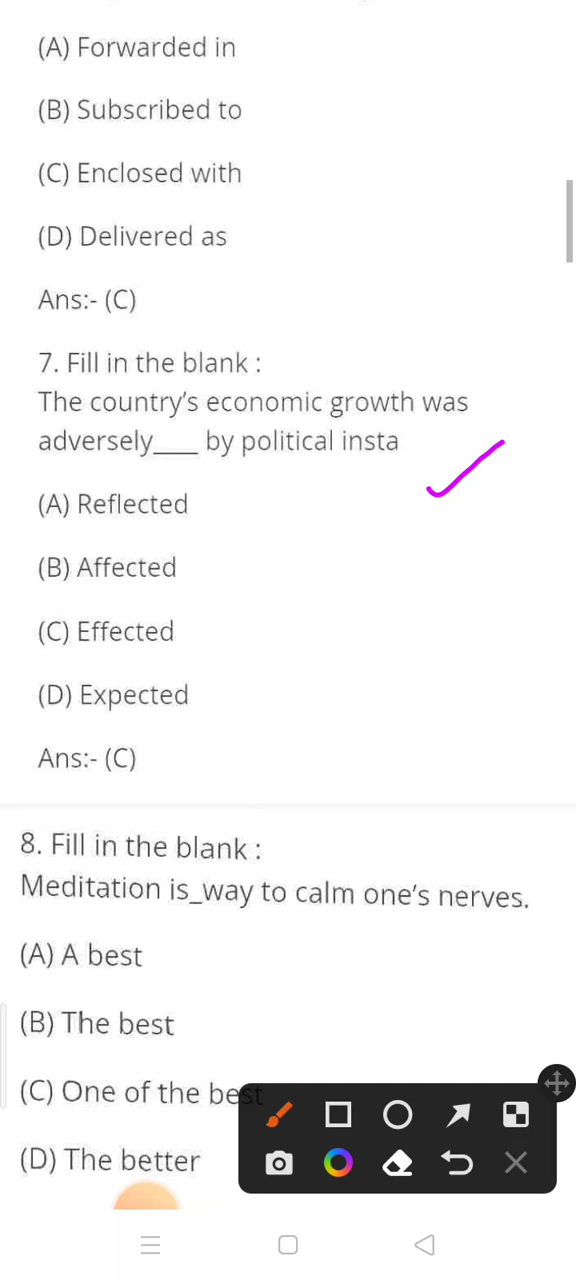 (A) Forwarded in
(B) Subscribed to
(C) Enclosed with
(D) Delivered as
Ans:- (C)
7. Fill in the blank :
The country's economic growth was
adversely____ by political insta
(A) Reflected
(B) Affected
(C) Effected
(D) Expected
Ans:- (C)
8. Fill in the blank :
Meditation is_way to calm one's nerves.
(A) A best
(B) The best
(C) One of the best
(D) The better